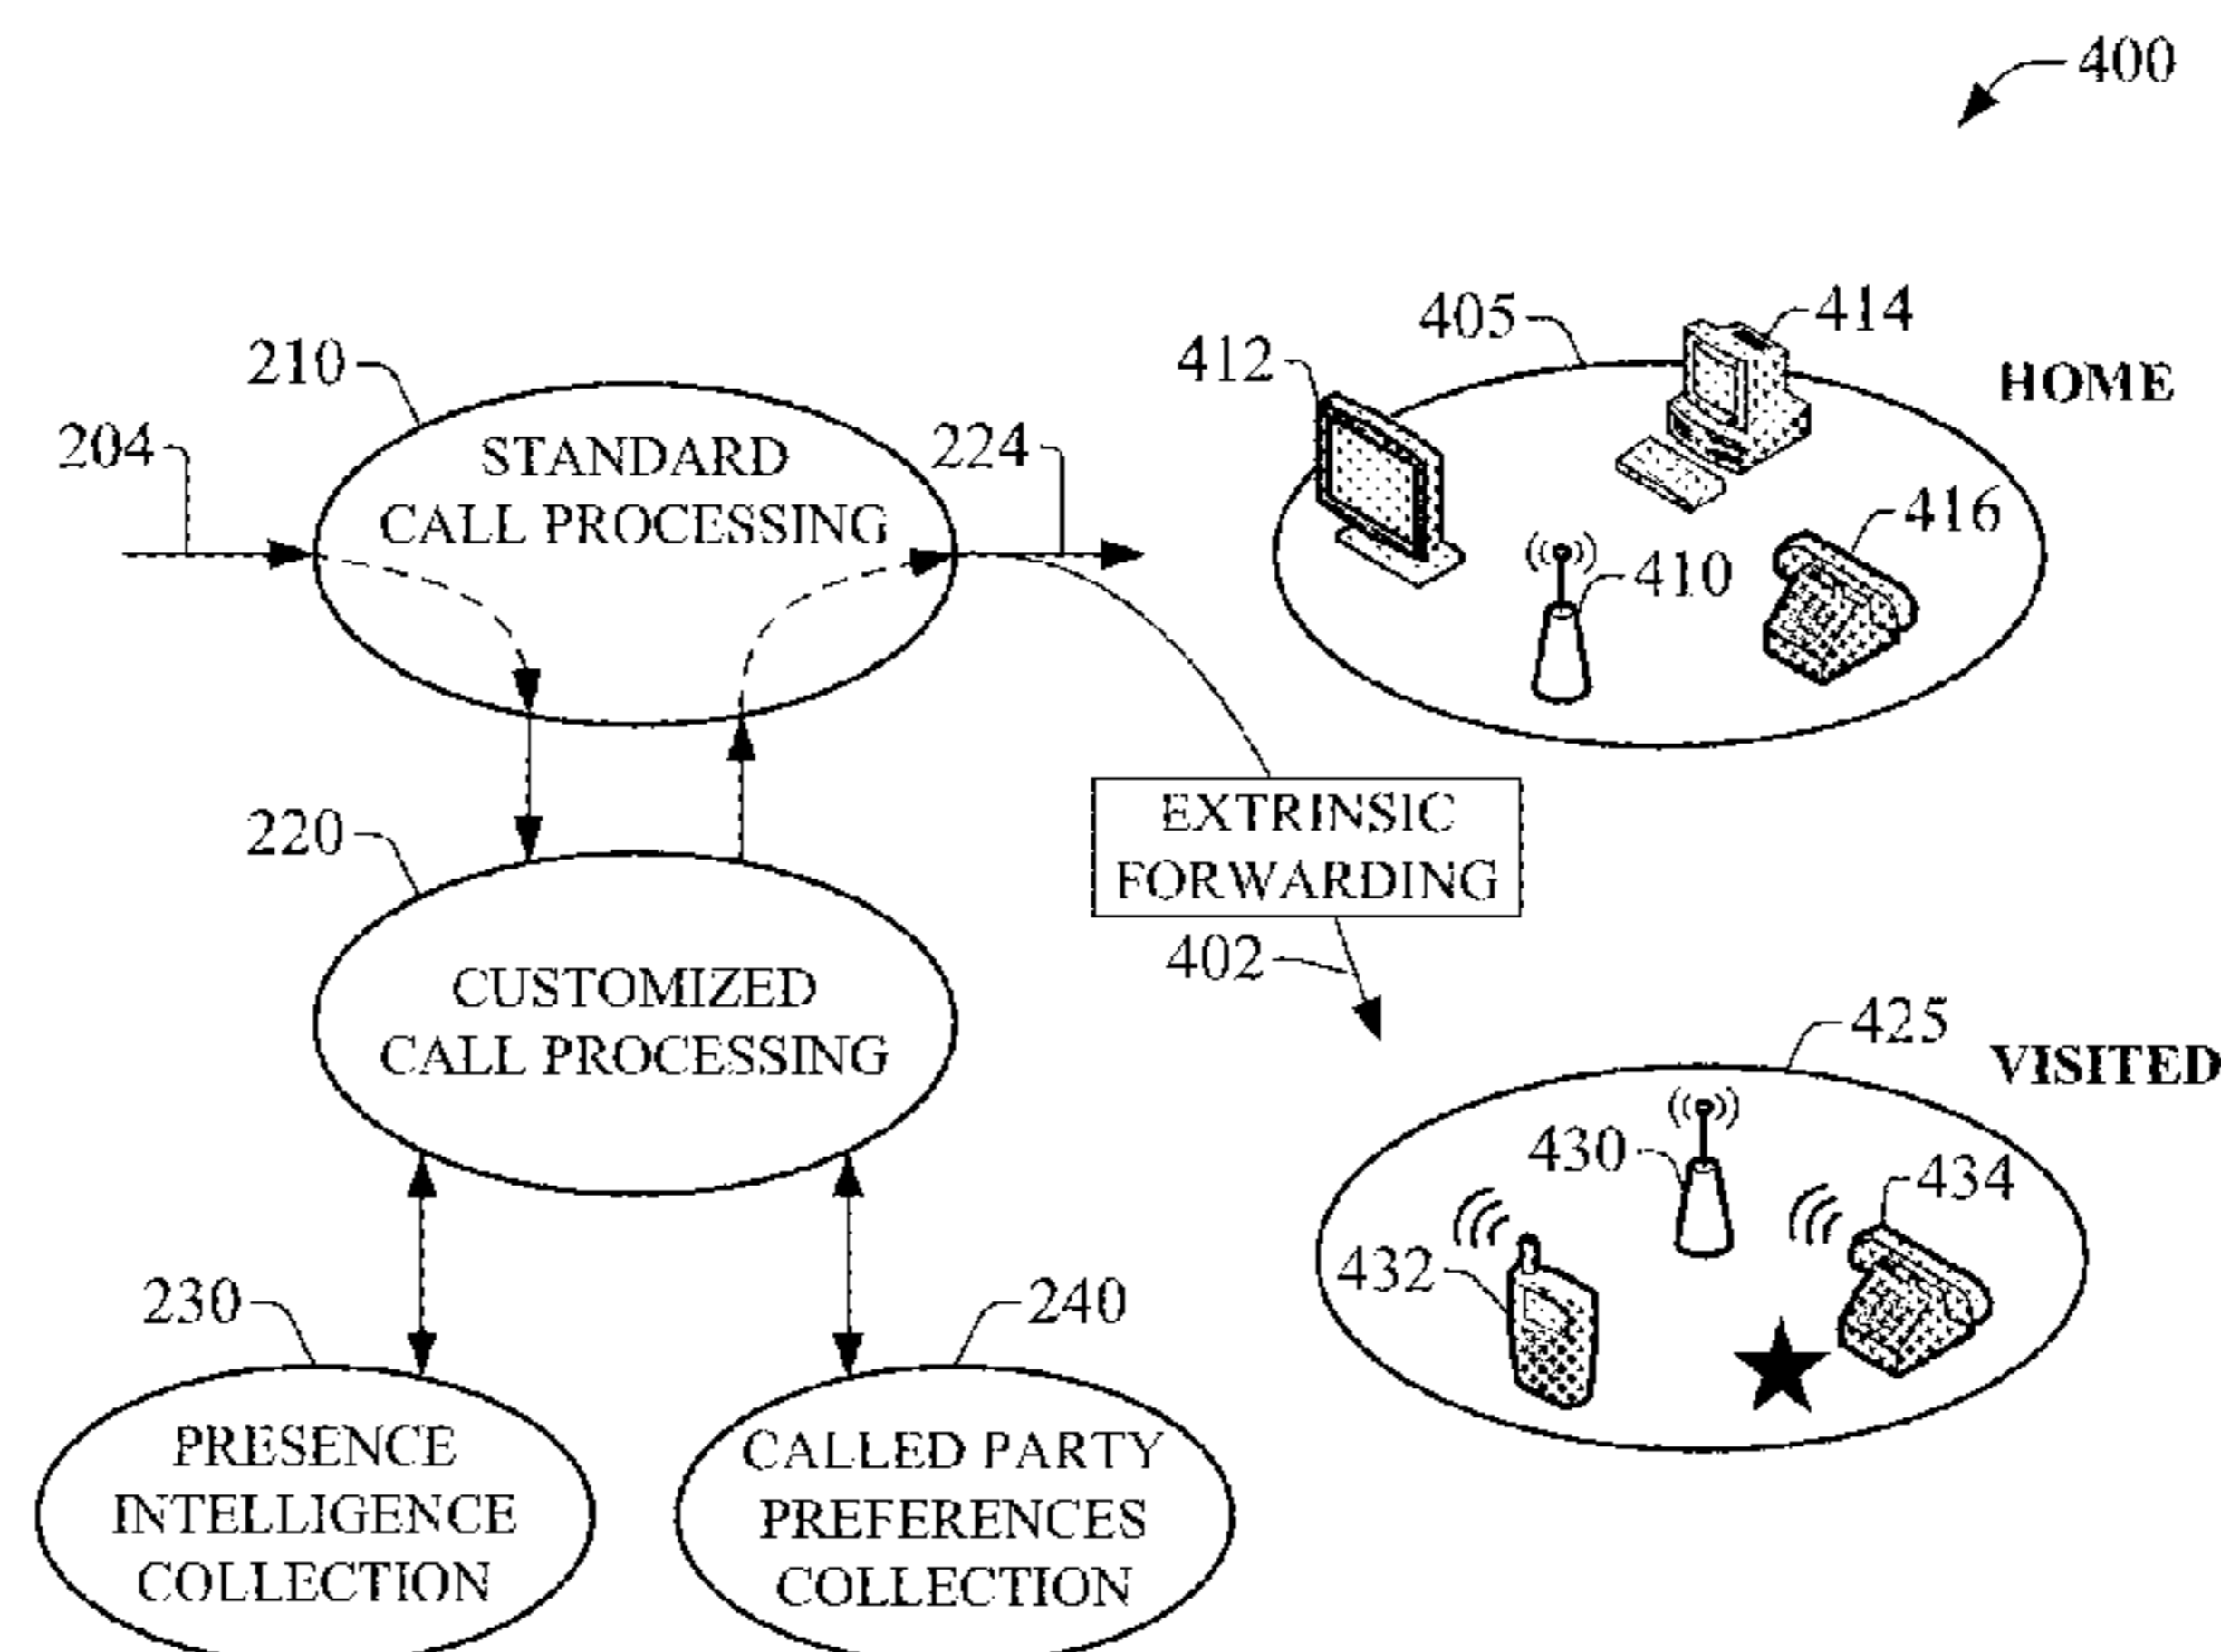 400
405
414
HOME
412
210
204
STANDARD
CALL PROCESSING
224
416
410
220
EXTRINSIC
FORWARDING
402
CUSTOMIZED
CALL PROCESSING
425
VISITED
430
434
432
230
240
PRESENCE
INTELLIGENCE
COLLECTION
CALLED PARTY
PREFERENCES
COLLECTION